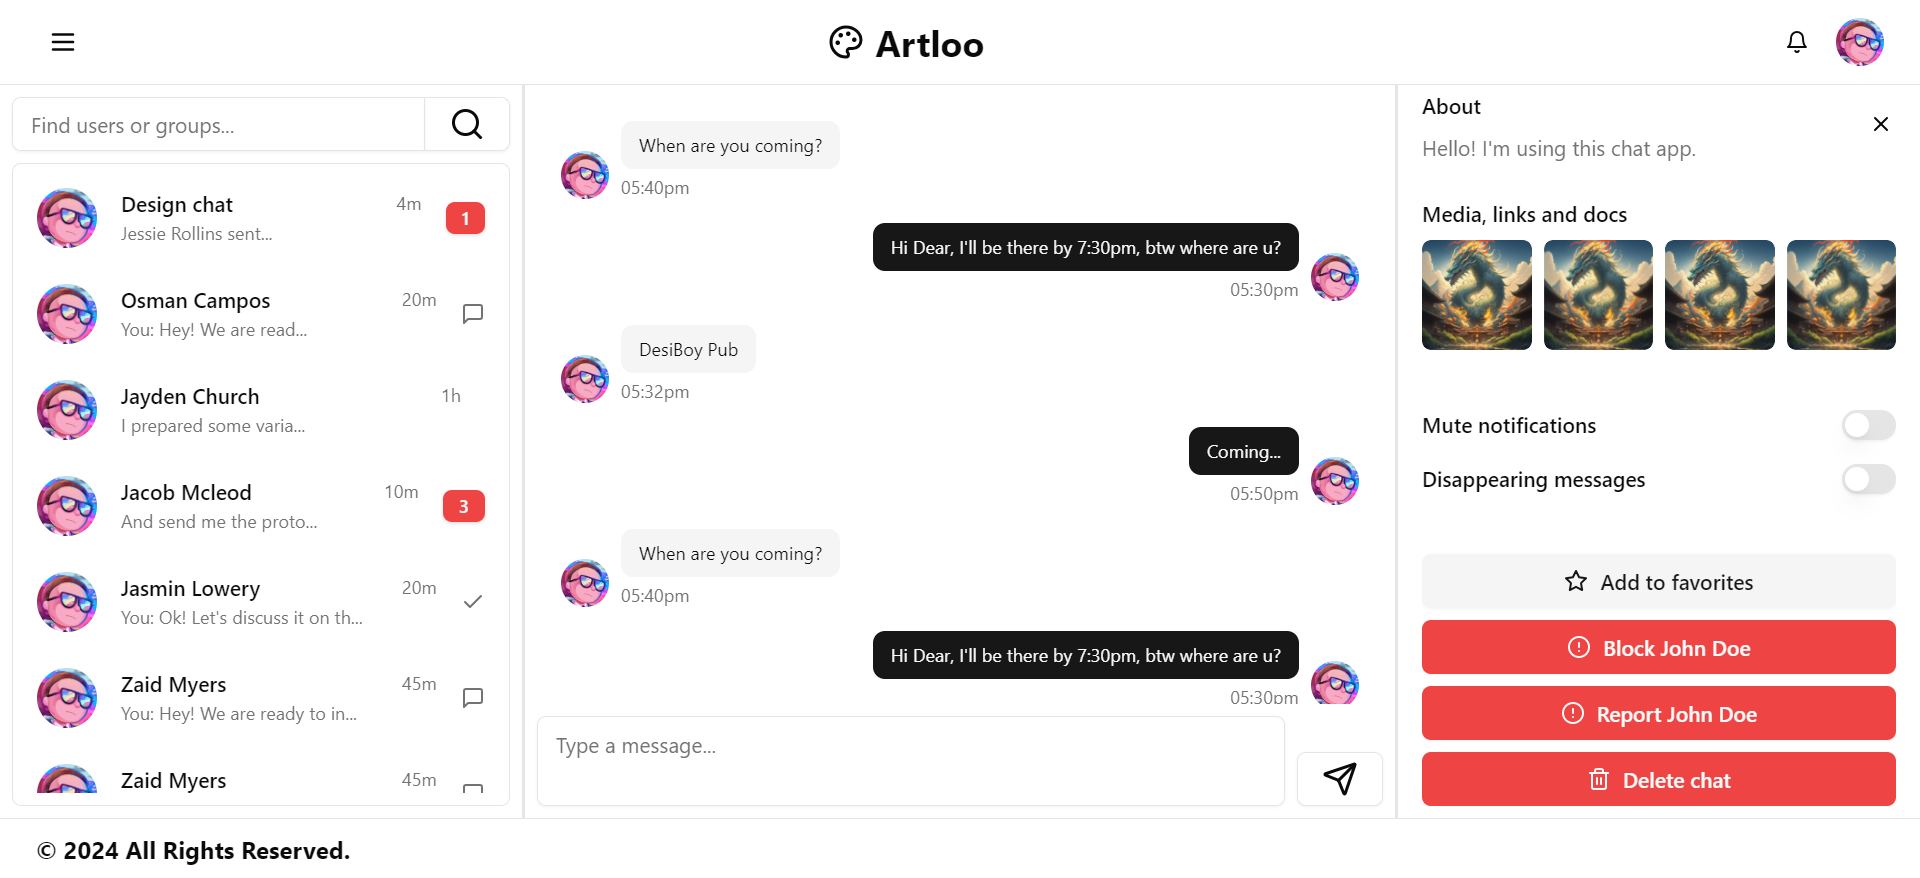 Artloo
Find users or groups...
Design chat
4m
1
Jessie Rollins sent...
Osman Campos
20m
You: Hey! We are read...
Jayden Church
1h
I prepared some varia...
Jacob Mcleod
10m
3
And send me the proto...
Jasmin Lowery
20m
You: Ok! Let's discuss it on th...
Zaid Myers
45m
You: Hey! We are ready to in...
Zaid Myers
45m
When are you coming?
05:40pm
Hi Dear, I'll be there by 7:30pm, btw where are u?
05:30pm
DesiBoy Pub
05:32pm
Coming...
05:50pm
When are you coming?
05:40pm
Hi Dear, I'll be there by 7:30pm, btw where are u?
05:30pm
Type a message...
About
Hello! I'm using this chat app.
Media, links and docs
Mute notifications
Disappearing messages
Add to favorites
Block John Doe
Report John Doe
Delete chat
© 2024 All Rights Reserved.